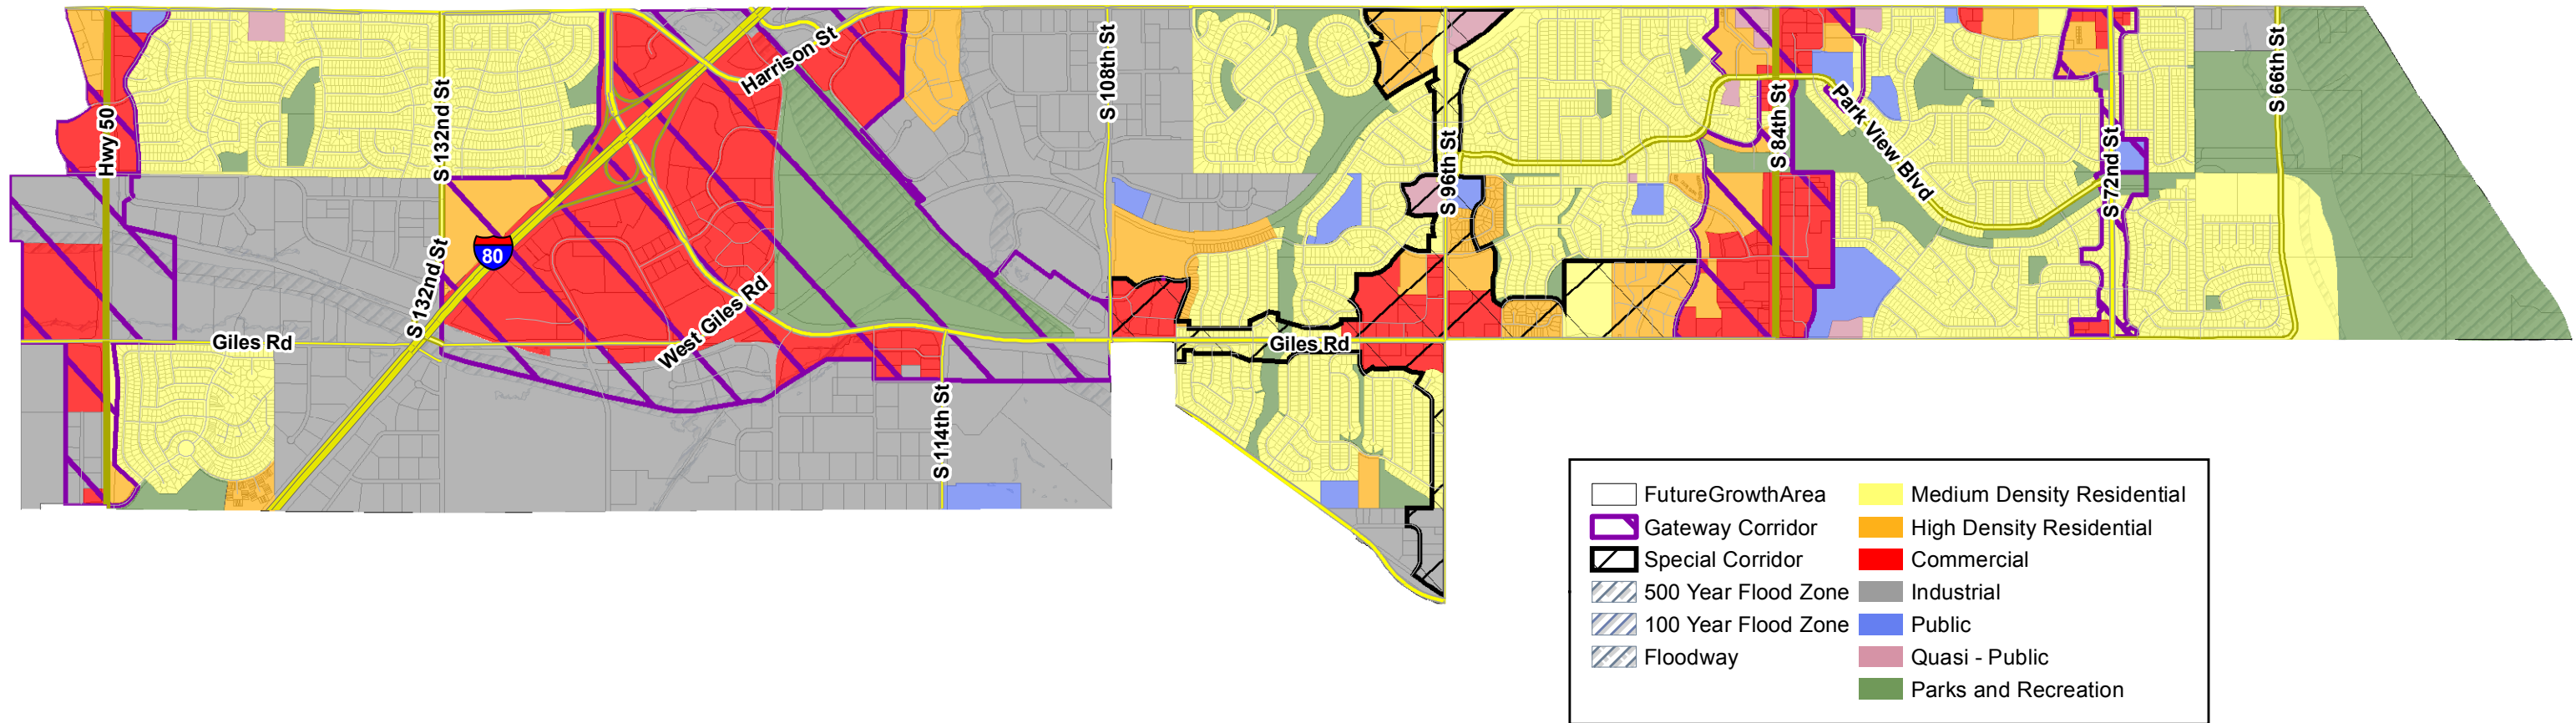 Hwy 50
S 132nd St
S 132nd St
80
Harrison St
West Giles Rd
Giles Rd
S 114th St
S 108th St
Giles Rd
S 96th St
S 84th St
Park View Blvd
S 72nd St
S 66th St
FutureGrowthArea
Gateway Corridor
Special Corridor
500 Year Flood Zone
100 Year Flood Zone
Floodway
Medium Density Residential
High Density Residential
Commercial
Industrial
Public
Quasi - Public
Parks and Recreation